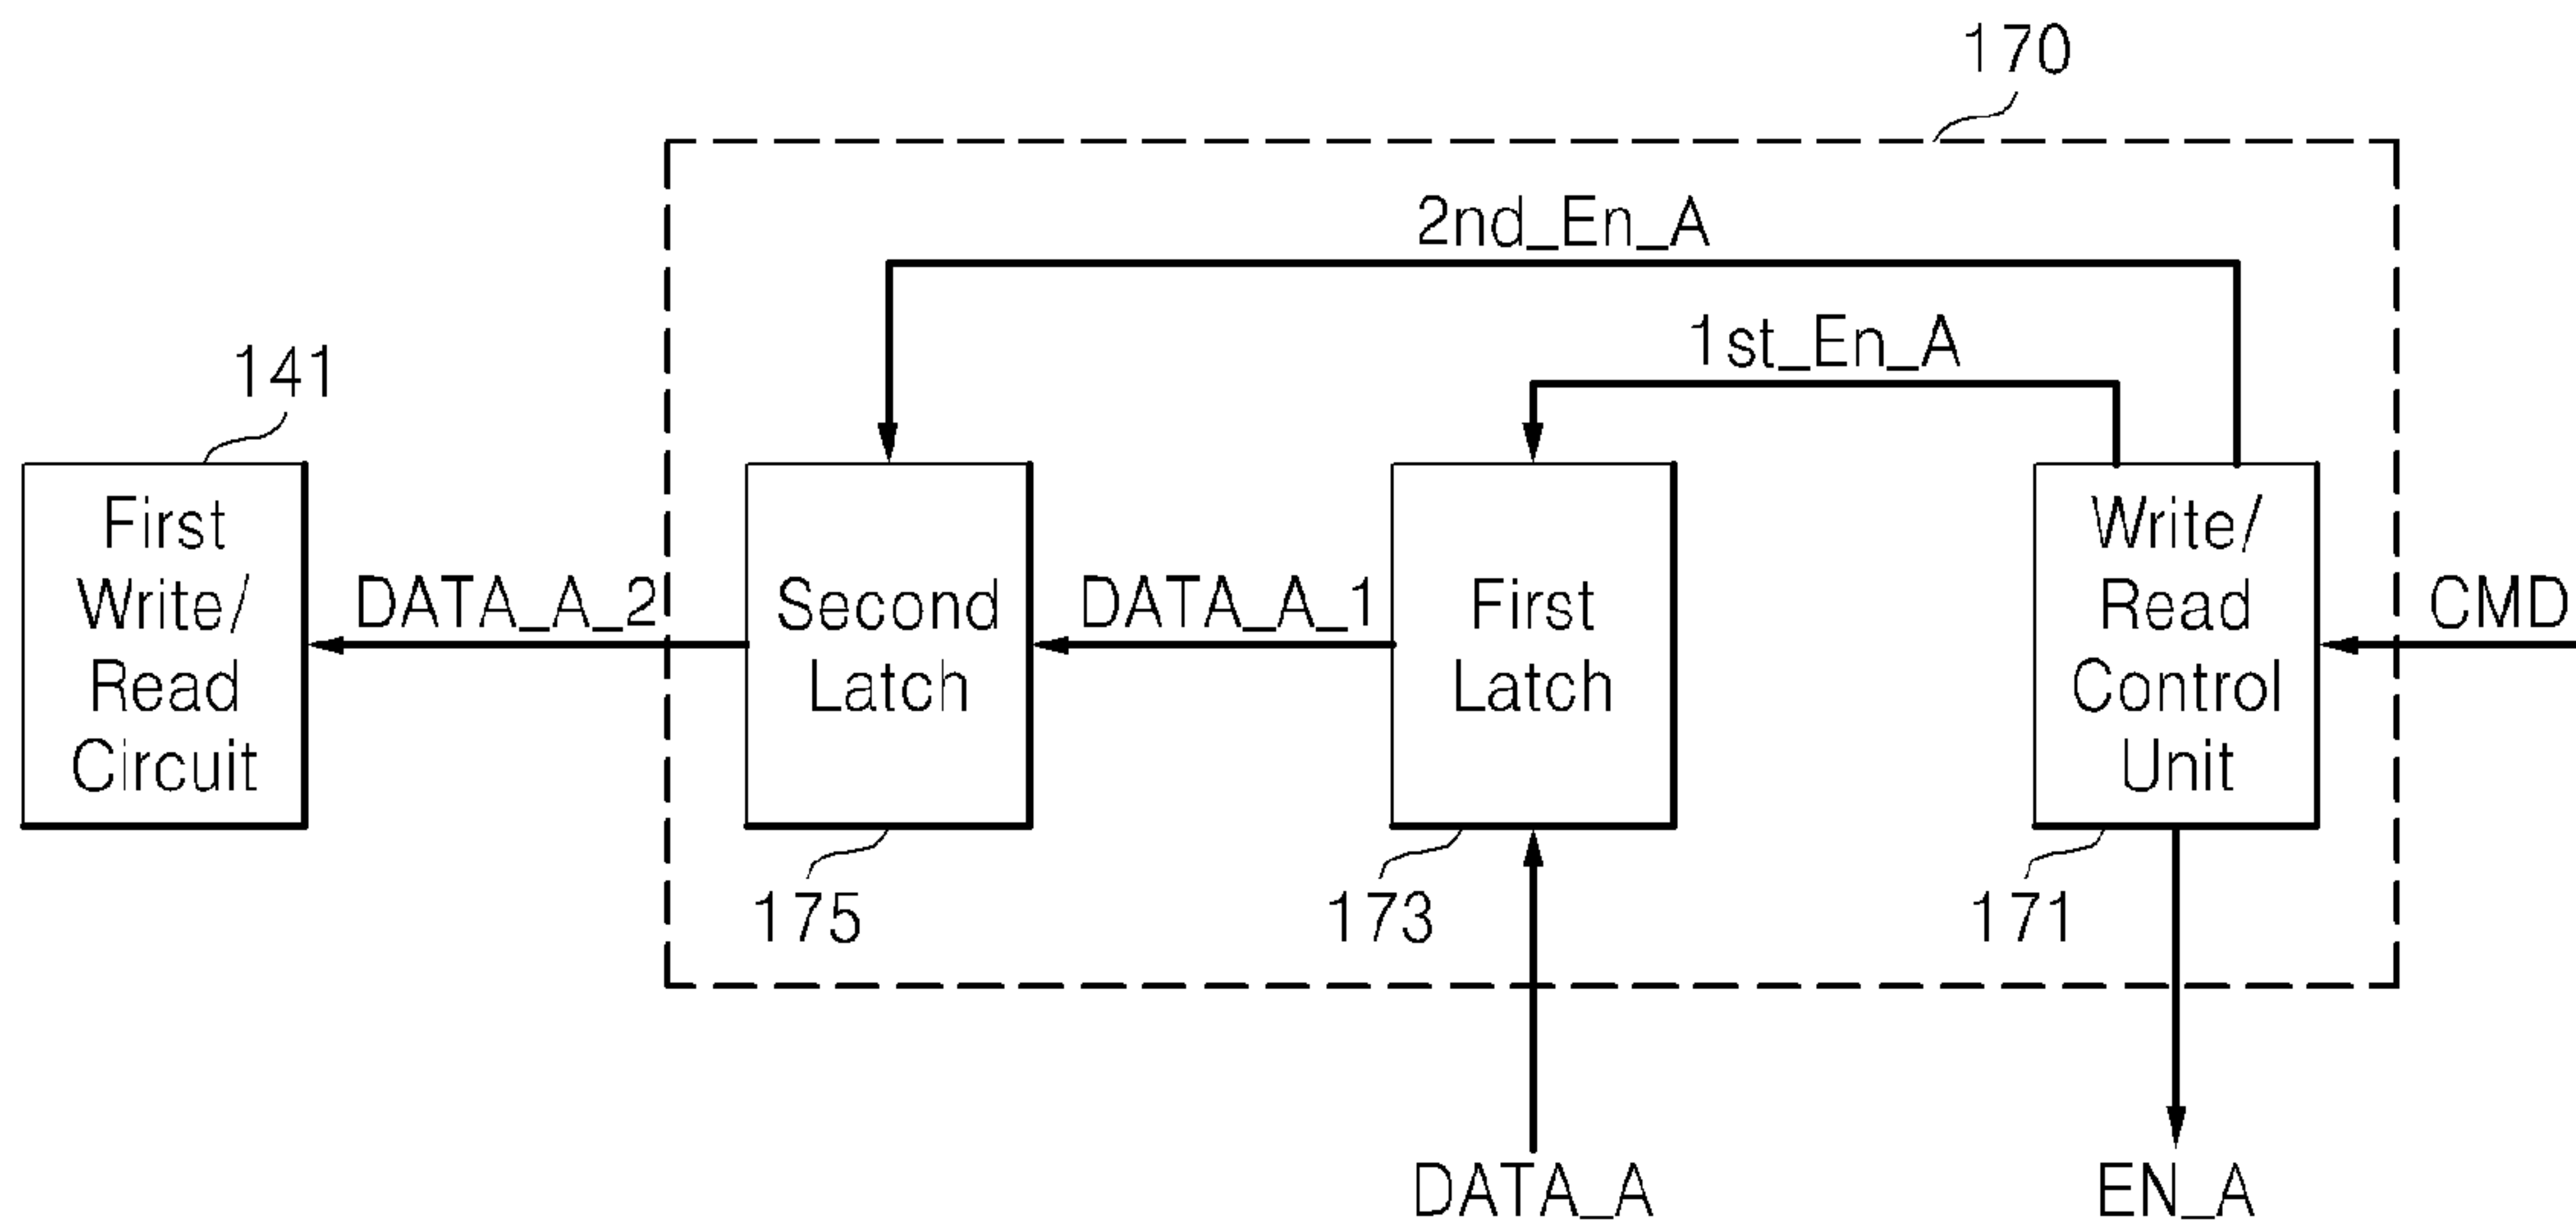 170
2nd_En_A
1st_En_A
141
First
Write/
Read
Circuit
DATA_A_2
Second
Latch
DATA_A_1
First
Latch
Write/
Read
Control
Unit
CMD
175
173
171
DATA_A
EN_A